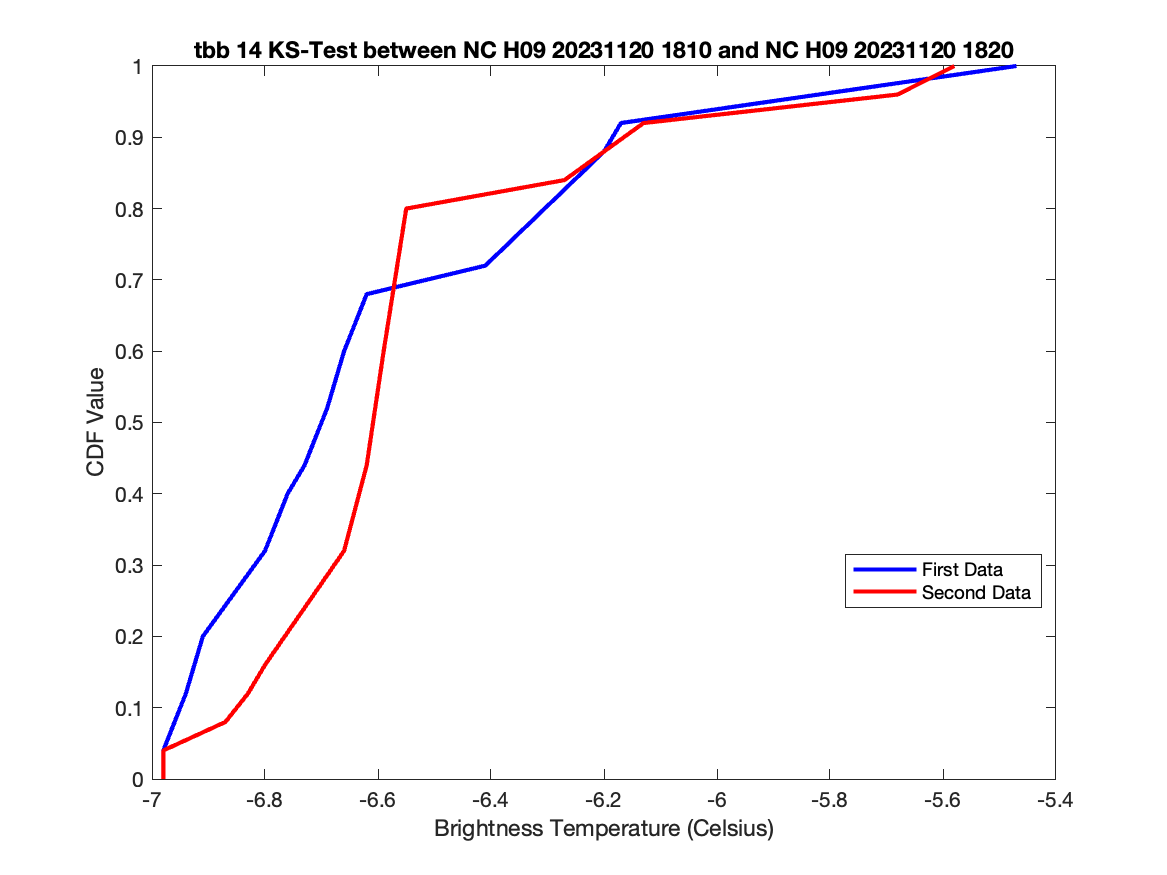 tbb 14 KS-Test between NC H09 20231120 1810 and NC H09 20231120 1820
1
0.9
0.8
0.7
0.6
0.5
0.4
0.3
0.2
0.1
0
CDF Value
First Data
Second Data
-7 -6.8 -6.6 -6.4 -6.2 -6 -5.8 -5.6 -5.4
Brightness Temperature (Celsius)